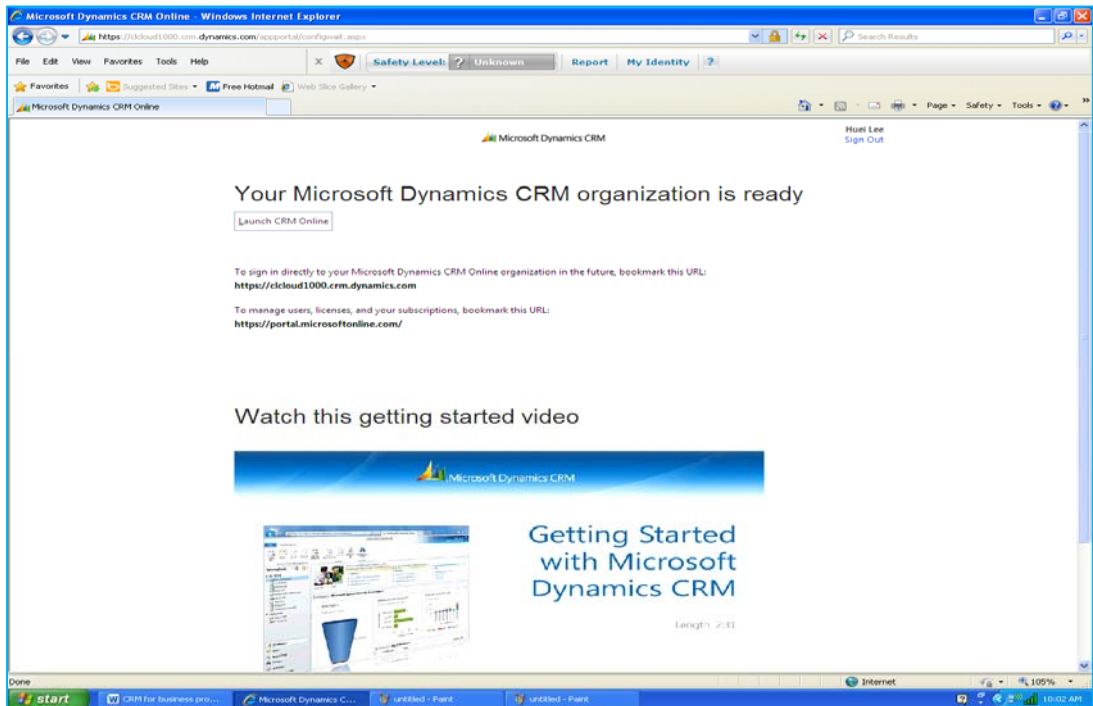 Microsoft Dynamics CRM Online - Windows Internet Explorer
https://clcloud1000.crm.dynamics.com/appportal/configwait.aspx
Search Results
File Edit View Favorites Tools Help
X Safety Level: ? Unknown Report My Identity ?
Favorites Suggested Sites Free Hotmail Web Slice Gallery
Microsoft Dynamics CRM Online
Page Safety Tools
Microsoft Dynamics CRM
Huei Lee
Sign Out
Your Microsoft Dynamics CRM organization is ready
Launch CRM Online
To sign in directly to your Microsoft Dynamics CRM Online organization in the future, bookmark this URL:
https://clcloud1000.crm.dynamics.com
To manage users, licenses, and your subscriptions, bookmark this URL:
https://portal.microsoftonline.com/
Watch this getting started video
Microsoft Dynamics CRM
Getting Started
with Microsoft
Dynamics CRM
Length: 2:31
Done
Internet
105%
start
CRM for business pro...
Microsoft Dynamics C...
untitled - Paint
untitled - Paint
10:02 AM